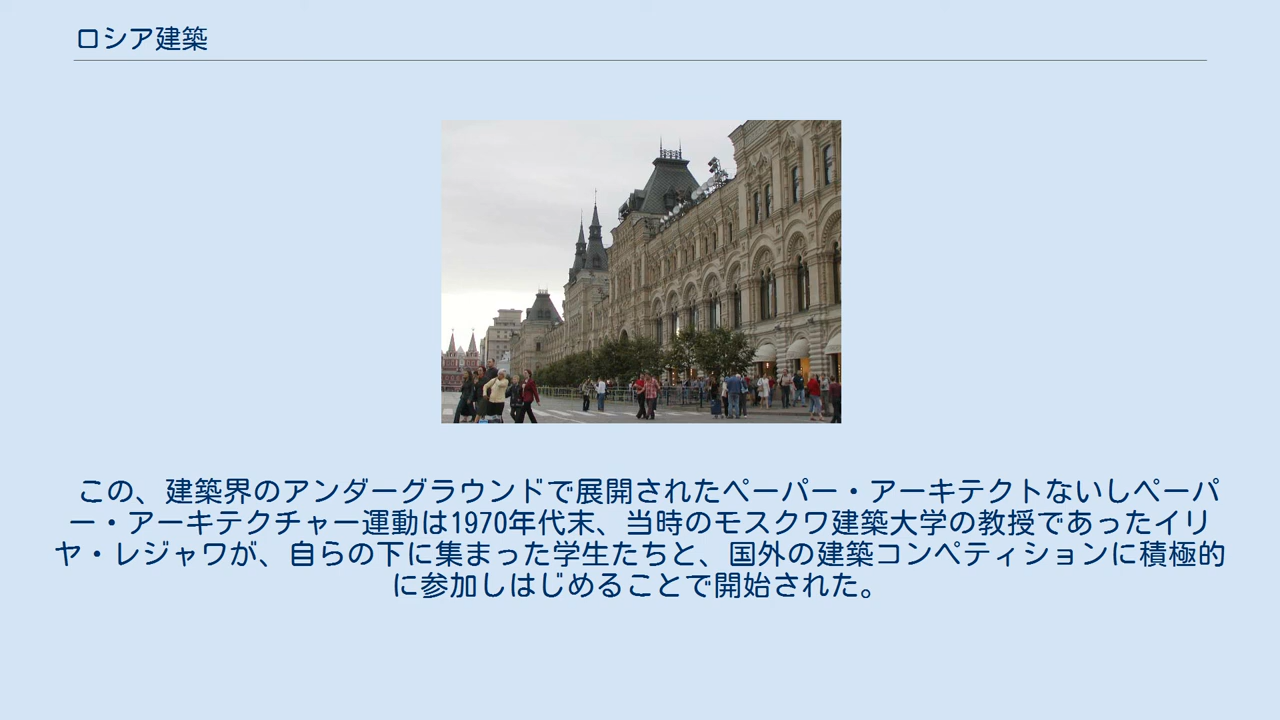 ロシア建築
この、建築界のアンダーグラウンドで展開されたペーパー・アーキテクトないしペーパ
ー・アーキテクチャー運動は1970年代末、当時のモスクワ建築大学の教授であったイリ
ヤ・レジャワが、自らの下に集まった学生たちと、国外の建築コンペティションに積極的
に参加しはじめることで開始された。